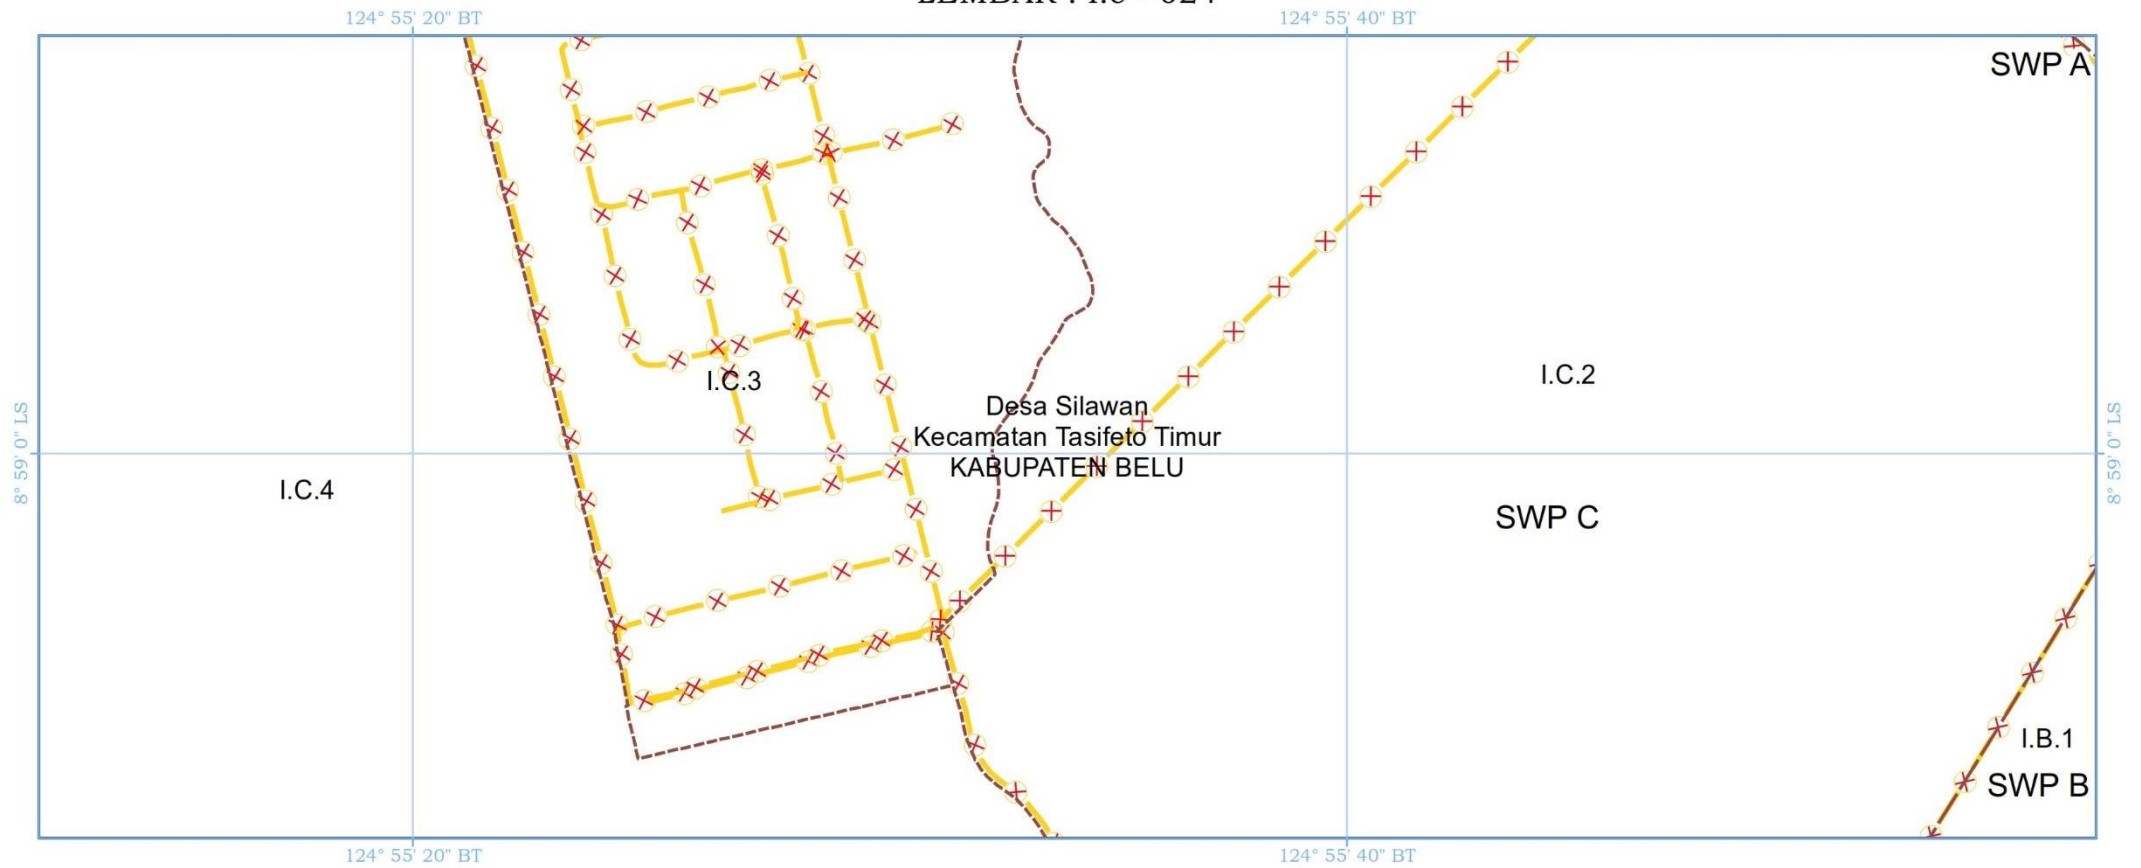 124° 55' 20" BT
124° 55' 40" BT
SWP A
I.C.3
I.C.2
Desa Silawan
Kecamatan Tasifeto Timur
KABUPATEN BELU
8° 59' 0" LS
8° 59' 0" LS
I.C.4
SWP C
I.B.1
SWP B
124° 55' 20" BT
124° 55' 40" BT